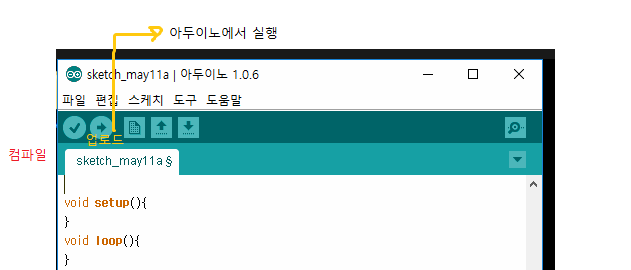 아두이노에서 실행
sketch_may11a | 아두이노 1.0.6
파일 편집 스케치 도구 도움말
업로드
컴파일
sketch_may11a §
void setup(){
}
void loop(){
}